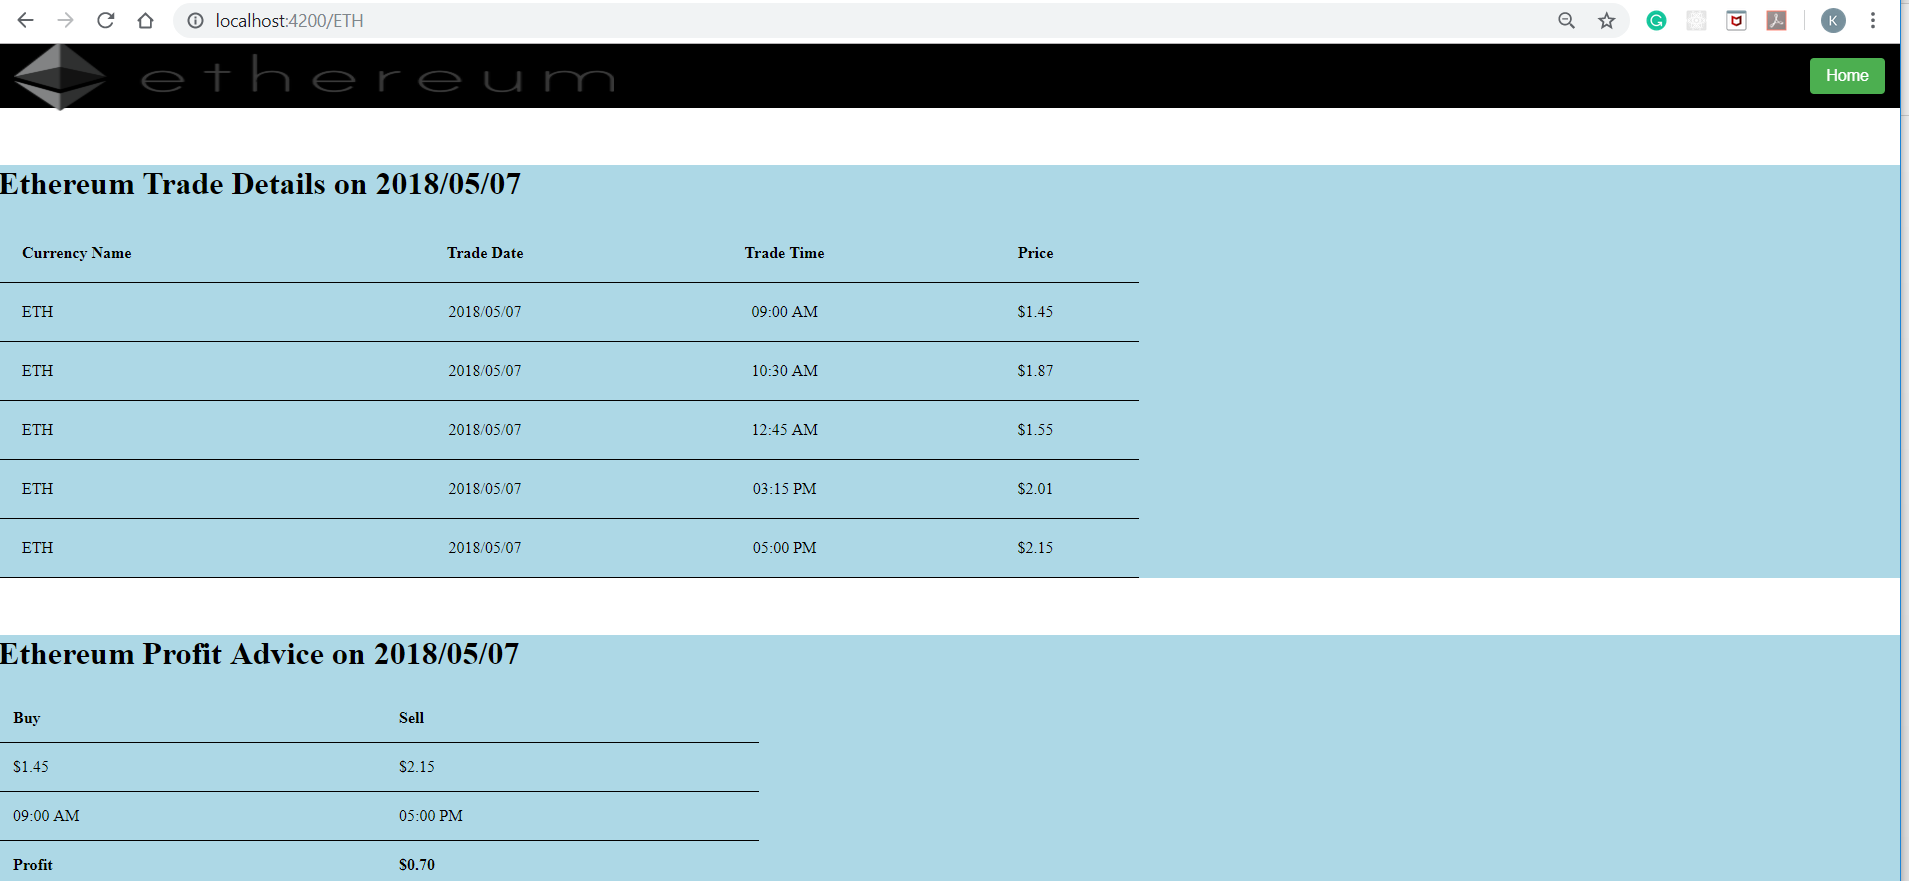 localhost:4200/ETH
K
ethereum
Home
Ethereum Trade Details on 2018/05/07
Currency Name Trade Date Trade Time Price
ETH 2018/05/07 09:00 AM $1.45
ETH 2018/05/07 10:30 AM $1.87
ETH 2018/05/07 12:45 AM $1.55
ETH 2018/05/07 03:15 PM $2.01
ETH 2018/05/07 05:00 PM $2.15
Ethereum Profit Advice on 2018/05/07
Buy Sell
$1.45 $2.15
09:00 AM 05:00 PM
Profit $0.70